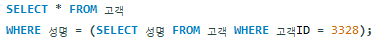 SELECT * FROM 고객
WHERE 성명 = (SELECT 성명 FROM 고객 WHERE 고객ID = 3328);